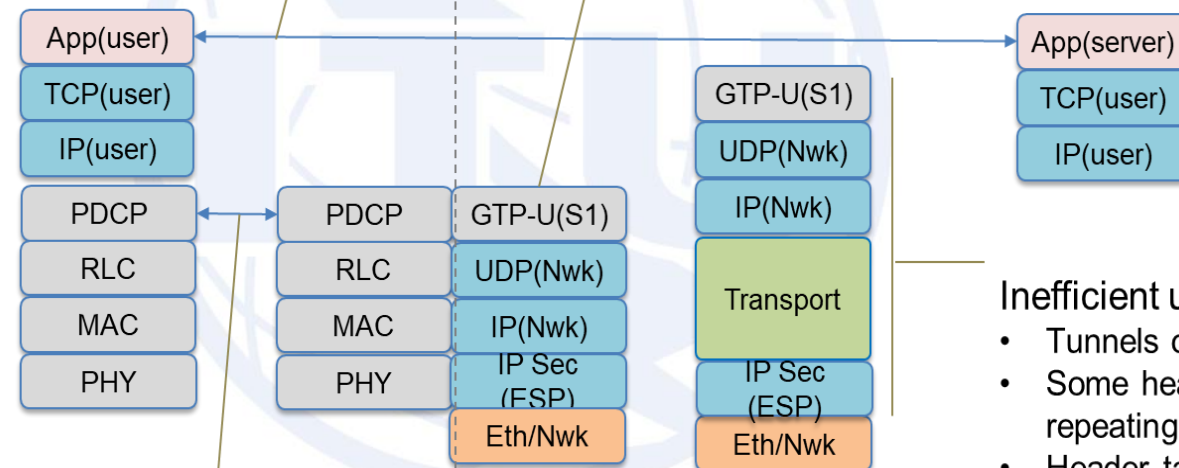 App(user)
TCP(user)
IP(user)
PDCP
RLC
MAC
PHY
PDCP
RLC
MAC
PHY
GTP-U(S1)
UDP(Nwk)
IP(Nwk)
IP Sec
(ESP)
Eth/Nwk
GTP-U(S1)
UDP(Nwk)
IP(Nwk)
Transport
IP Sec
(ESP)
Eth/Nwk
App(server)
TCP(user)
IP(user)
Inefficient
• Tunnels
• Some
repeating
• Header